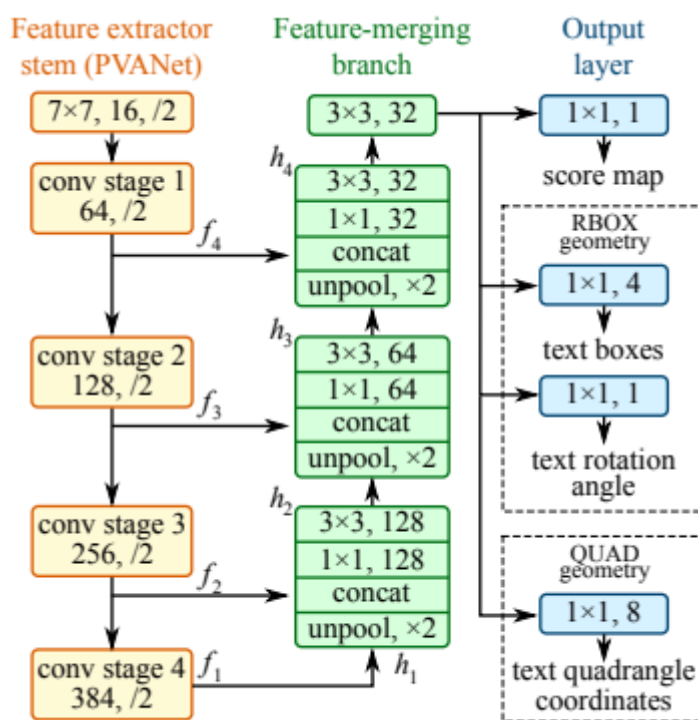 Feature extractor
stem (PVANet)
7×7, 16, /2
conv stage 1
64, /2
f4
conv stage 2
128, /2
f3
conv stage 3
256, /2
f2
conv stage 4
384, /2
f1
Feature-merging
branch
3×3, 32
h4
3×3, 32
1×1, 32
concat
unpool, ×2
h3
3×3, 64
1×1, 64
concat
unpool, ×2
h2
3×3, 128
1×1, 128
concat
unpool, ×2
h1
Output
layer
1×1, 1
score map
RBOX
geometry
1×1, 4
text boxes
1×1, 1
text rotation
angle
QUAD
geometry
1×1, 8
text quadrangle
coordinates